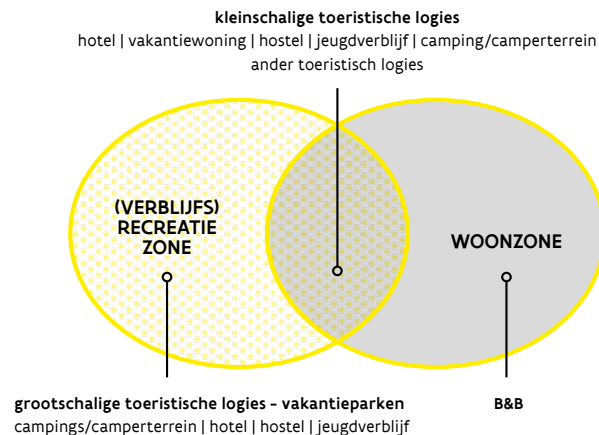 kleinschalige toeristische logies
hotel | vakantiewoning | hostel | jeugdverblijf | camping/camperterrein
ander toeristisch logies
(VERBLIJFS)
RECREATIE
ZONE
WOONZONE
grootschalige toeristische logies - vakantieparken
campings/camperterrein | hotel | hostel | jeugdverblijf
B&B